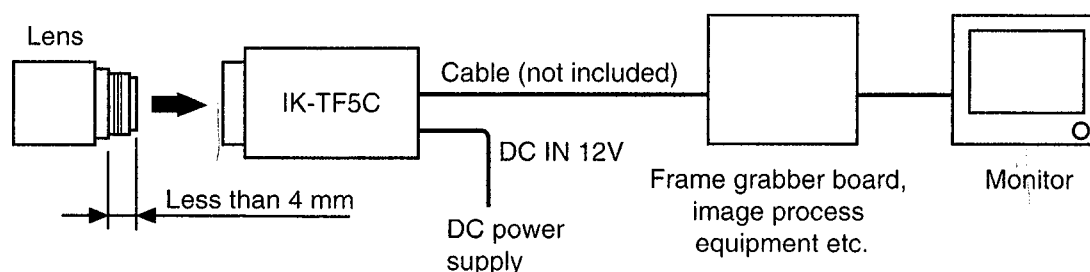 Lens
IK-TF5C
Cable (not included)
DC IN 12V
Less than 4 mm
DC power
supply
Frame grabber board,
image process
equipment etc.
Monitor